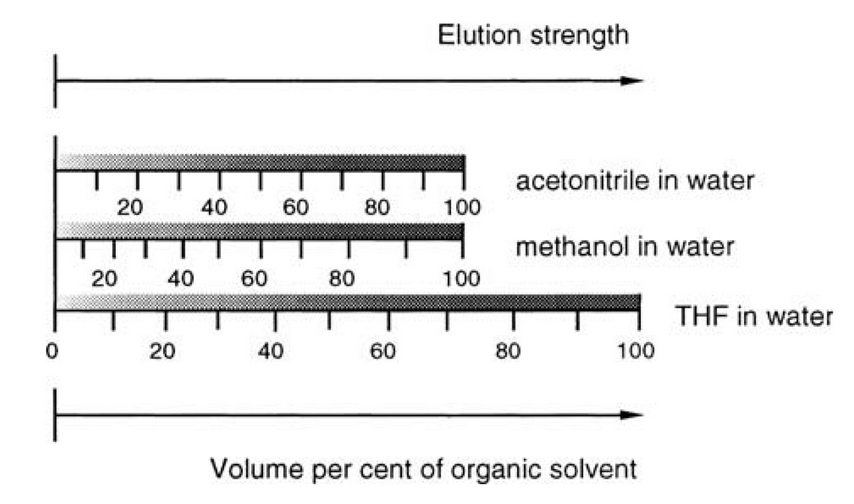 Elution strength
acetonitrile in water
20 40 60 80 100
methanol in water
20 40 60 80 100
THF in water
0 20 40 60 80 100
Volume per cent of organic solvent